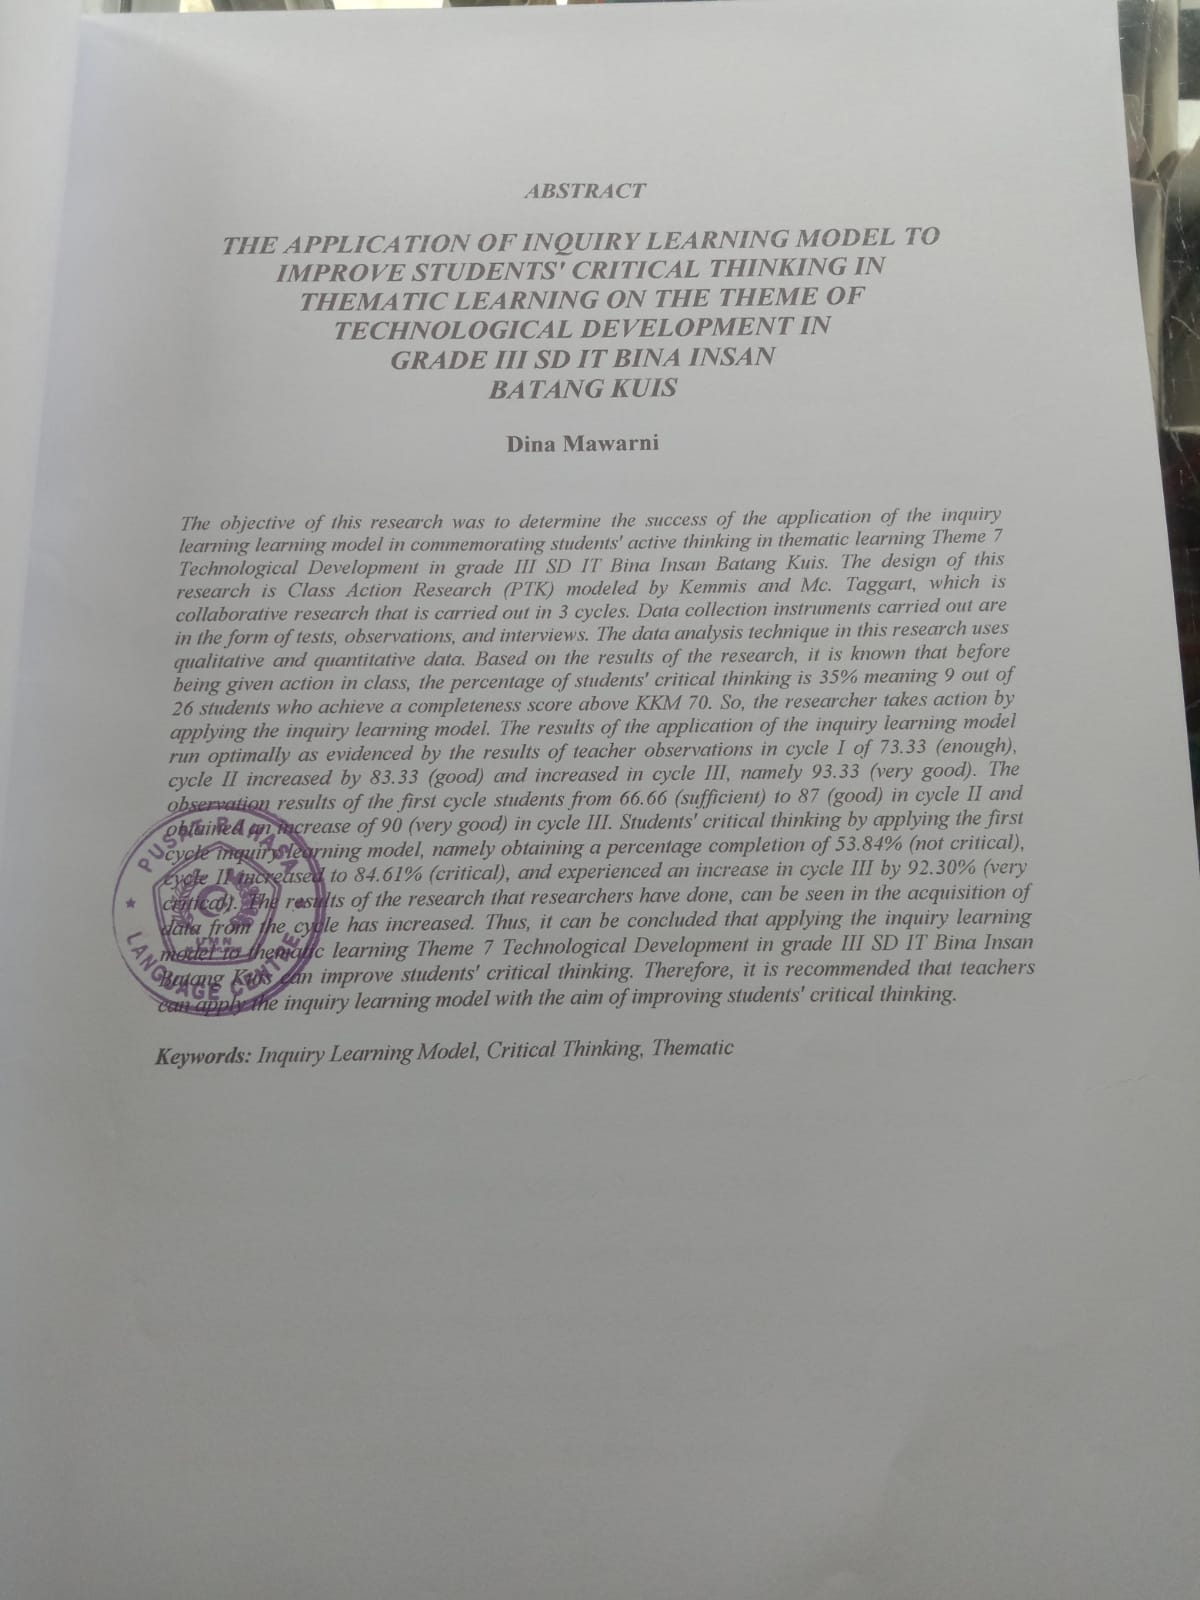 ABSTRACT
THE APPLICATION OF INQUIRY LEARNING MODEL TO
IMPROVE STUDENTS' CRITICAL THINKING IN
THEMATIC LEARNING ON THE THEME OF
TECHNOLOGICAL DEVELOPMENT IN
GRADE III SD IT BINA INSAN
BATANG KUIS
Dina Mawarni
The objective of this research was to determine the success of the application of the inquiry
learning learning model in commemorating students' active thinking in thematic learning Theme 7
Technological Development in grade III SD IT Bina Insan Batang Kuis. The design of this
research is Class Action Research (PTK) modeled by Kemmis and Mc. Taggart, which is
collaborative research that is carried out in 3 cycles. Data collection instruments carried out are
in the form of tests, observations, and interviews. The data analysis technique in this research uses
qualitative and quantitative data. Based on the results of the research, it is known that before
being given action in class, the percentage of students' critical thinking is 35% meaning 9 out of
26 students who achieve a completeness score above KKM 70. So, the researcher takes action by
applying the inquiry learning model. The results of the application of the inquiry learning model
run optimally as evidenced by the results of teacher observations in cycle I of 73.33 (enough),
cycle II increased by 83.33 (good) and increased in cycle III, namely 93.33 (very good). The
observation results of the first cycle students from 66.66 (sufficient) to 87 (good) in cycle II and
obtained an increase of 90 (very good) in cycle III. Students' critical thinking by applying the first
cycle inquiry learning model, namely obtaining a percentage completion of 53.84% (not critical),
cycle II increased to 84.61% (critical), and experienced an increase in cycle III by 92.30% (very
critical). The results of the research that researchers have done, can be seen in the acquisition of
data from the cycle has increased. Thus, it can be concluded that applying the inquiry learning
model to thematic learning Theme 7 Technological Development in grade III SD IT Bina Insan
Batang Kuis can improve students' critical thinking. Therefore, it is recommended that teachers
can apply the inquiry learning model with the aim of improving students' critical thinking.
Keywords: Inquiry Learning Model, Critical Thinking, Thematic
PUSAT BAHASA
UMN
LANGUAGE CENTRE